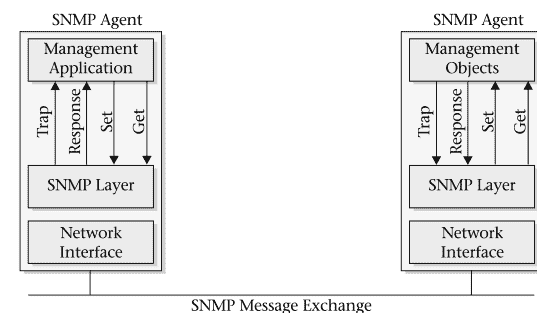 SNMP Agent
Management
Application
Trap
Response
Set
Get
SNMP Layer
Network
Interface
SNMP Agent
Management
Objects
Trap
Response
Set
Get
SNMP Layer
Network
Interface
SNMP Message Exchange